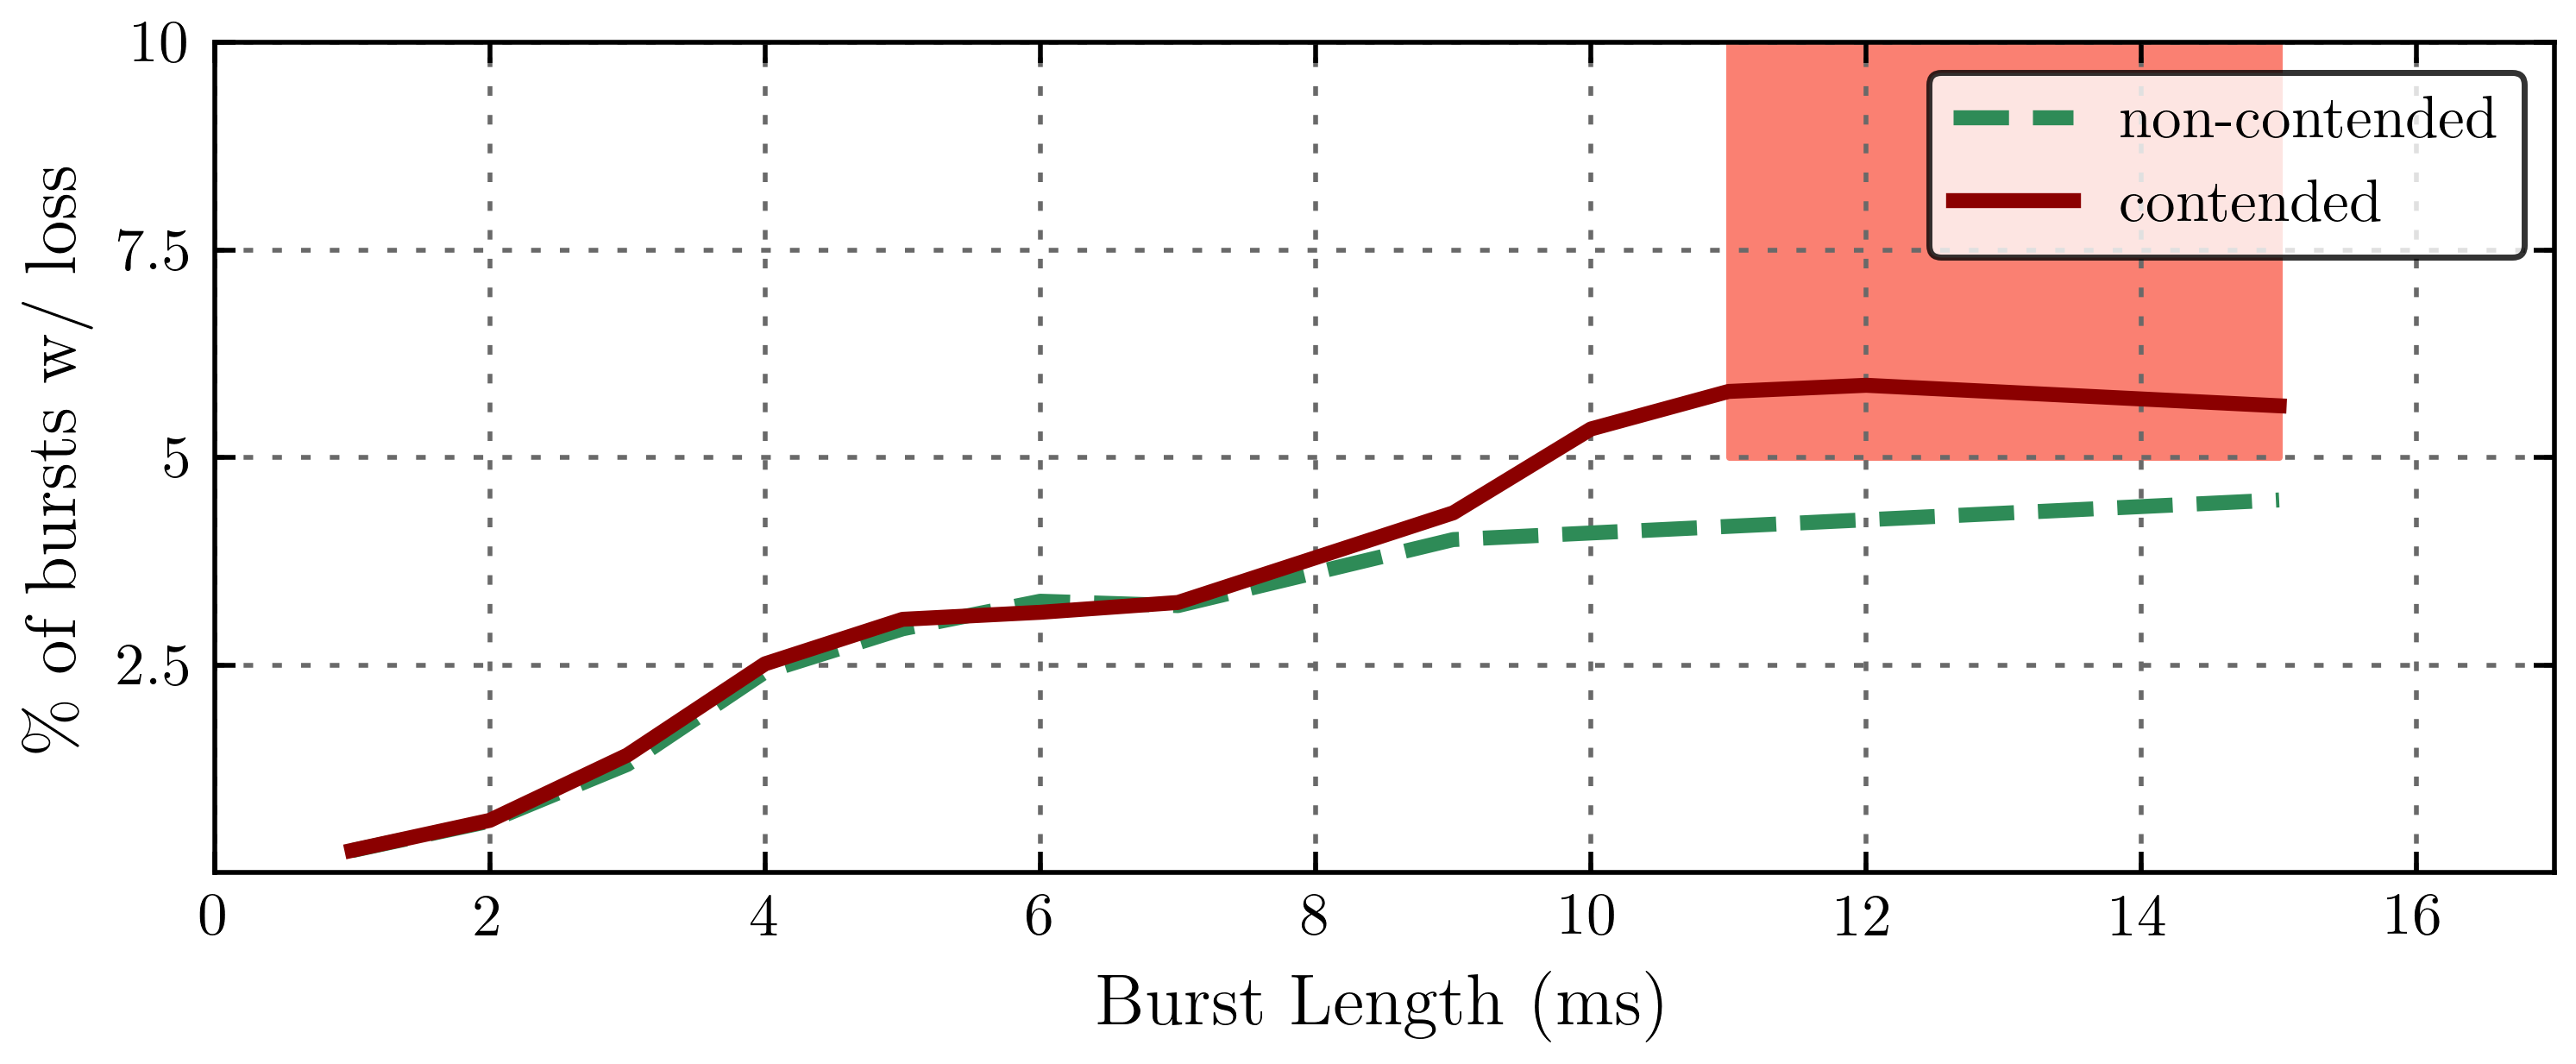 10
7.5
5
2.5
% of bursts w/ loss
non-contended
contended
0 2 4 6 8 10 12 14 16
Burst Length (ms)